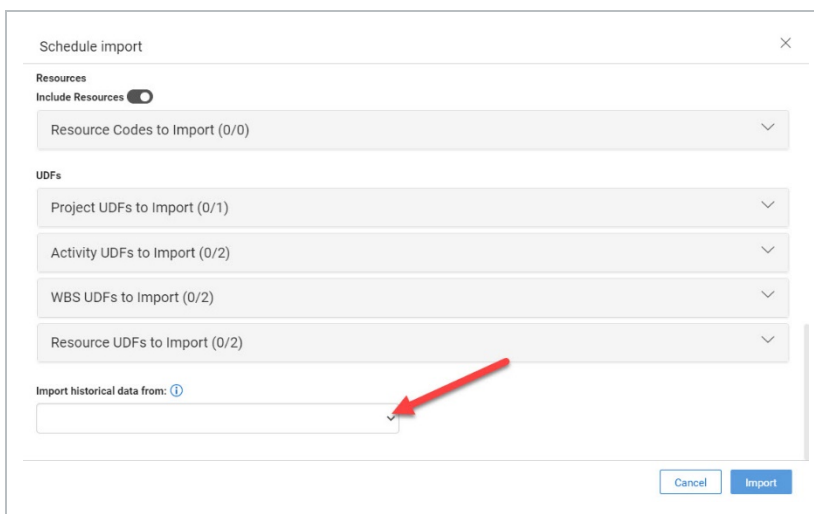 Schedule import
Resources
Include Resources
Resource Codes to Import (0/0)
UDFs
Project UDFs to Import (0/1)
Activity UDFs to Import (0/2)
WBS UDFs to Import (0/2)
Resource UDFs to Import (0/2)
Import historical data from:
Cancel Import